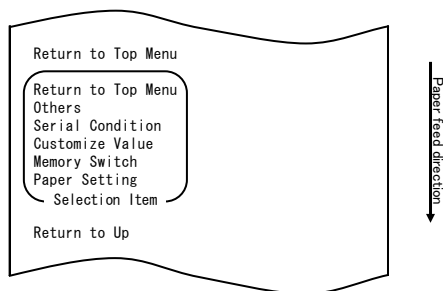 Return to Top Menu
Return to Top Menu
Others
Serial Condition
Customize Value
Memory Switch
Paper Setting
Selection Item
Return to Up
Paper feed direction